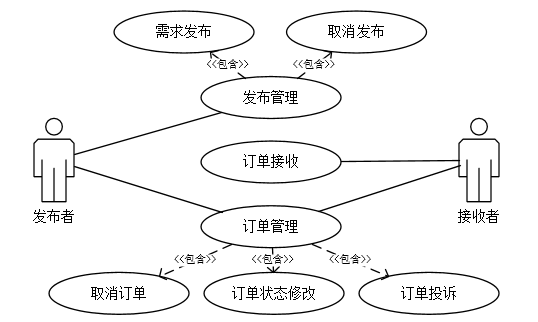 需求发布
取消发布
<<包含>>
<<包含>>
发布管理
订单接收
发布者
接收者
订单管理
<<包含>>
<<包含>>
<<包含>>
取消订单
订单状态修改
订单投诉